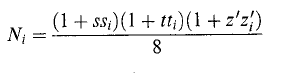 N_i = \frac{(1 + ss_i)(1 + tt_i)(1 + z'z'_i)}{8}